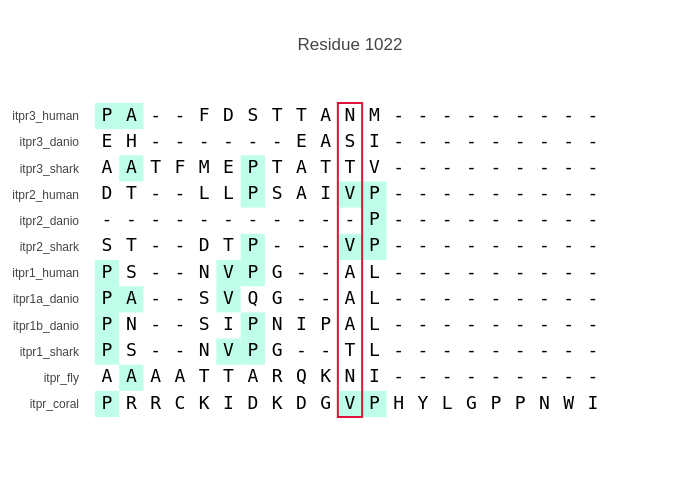 Residue 1022
itpr3_human P A - - F D S T T A N M - - - - - - - - -
itpr3_danio E H - - - - - - E A S I - - - - - - - - -
itpr3_shark A A T F M E P T A T T V - - - - - - - - -
itpr2_human D T - - L L P S A I V P - - - - - - - - -
itpr2_danio - - - - - - - - - - - P - - - - - - - - -
itpr2_shark S T - - D T P - - - V P - - - - - - - - -
itpr1_human P S - - N V P G - - A L - - - - - - - - -
itpr1a_danio P A - - S V Q G - - A L - - - - - - - - -
itpr1b_danio P N - - S I P N I P A L - - - - - - - - -
itpr1_shark P S - - N V P G - - T L - - - - - - - - -
itpr_fly A A A A T T A R Q K N I - - - - - - - - -
itpr_coral P R R C K I D K D G V P H Y L G P P N W I